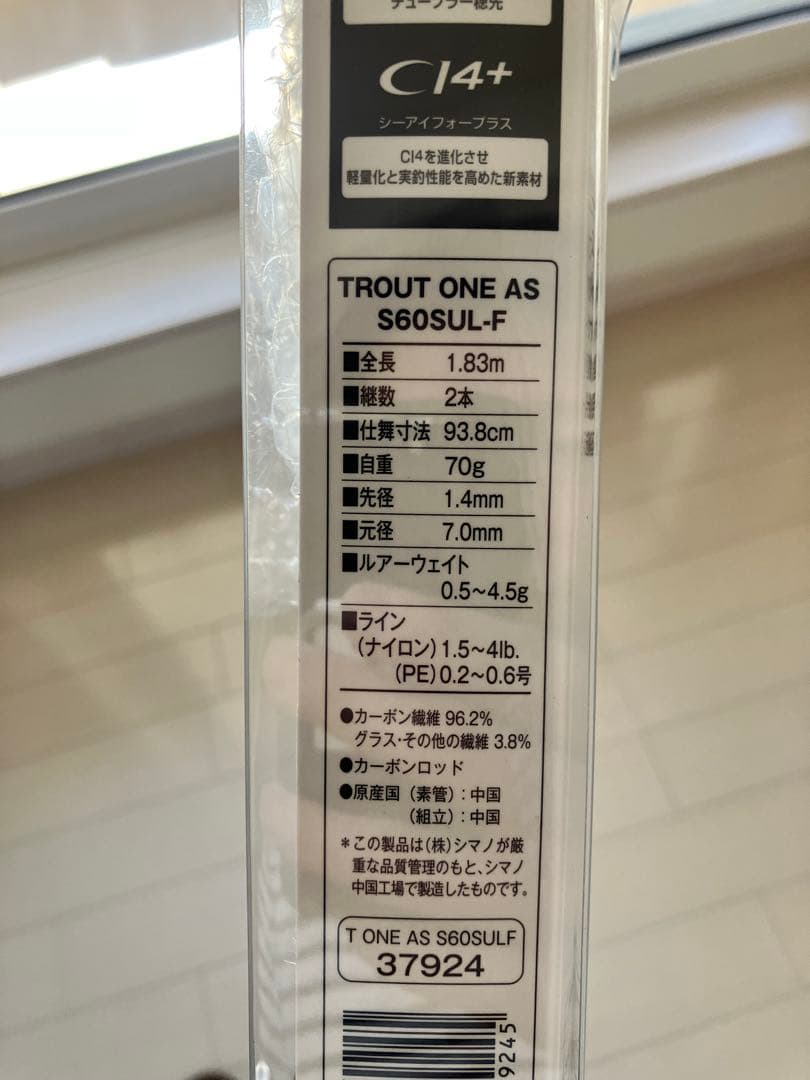 チューブラー穂先
CI4+
シーアイフォープラス
CI4を進化させ
軽量化と実釣性能を高めた新素材
TROUT ONE AS
S60SUL-F
■全長 1.83m
■継数 2本
■仕舞寸法 93.8cm
■自重 70g
■先径 1.4mm
■元径 7.0mm
■ルアーウェイト
0.5~4.5g
■ライン
(ナイロン)1.5~4lb.
(PE)0.2~0.6号
●カーボン繊維 96.2%
グラス・その他の繊維 3.8%
●カーボンロッド
●原産国(素管):中国
(組立):中国
*この製品は(株)シマノが厳
重な品質管理のもと、シマノ
中国工場で製造したものです。
T ONE AS S60SULF
37924
9245